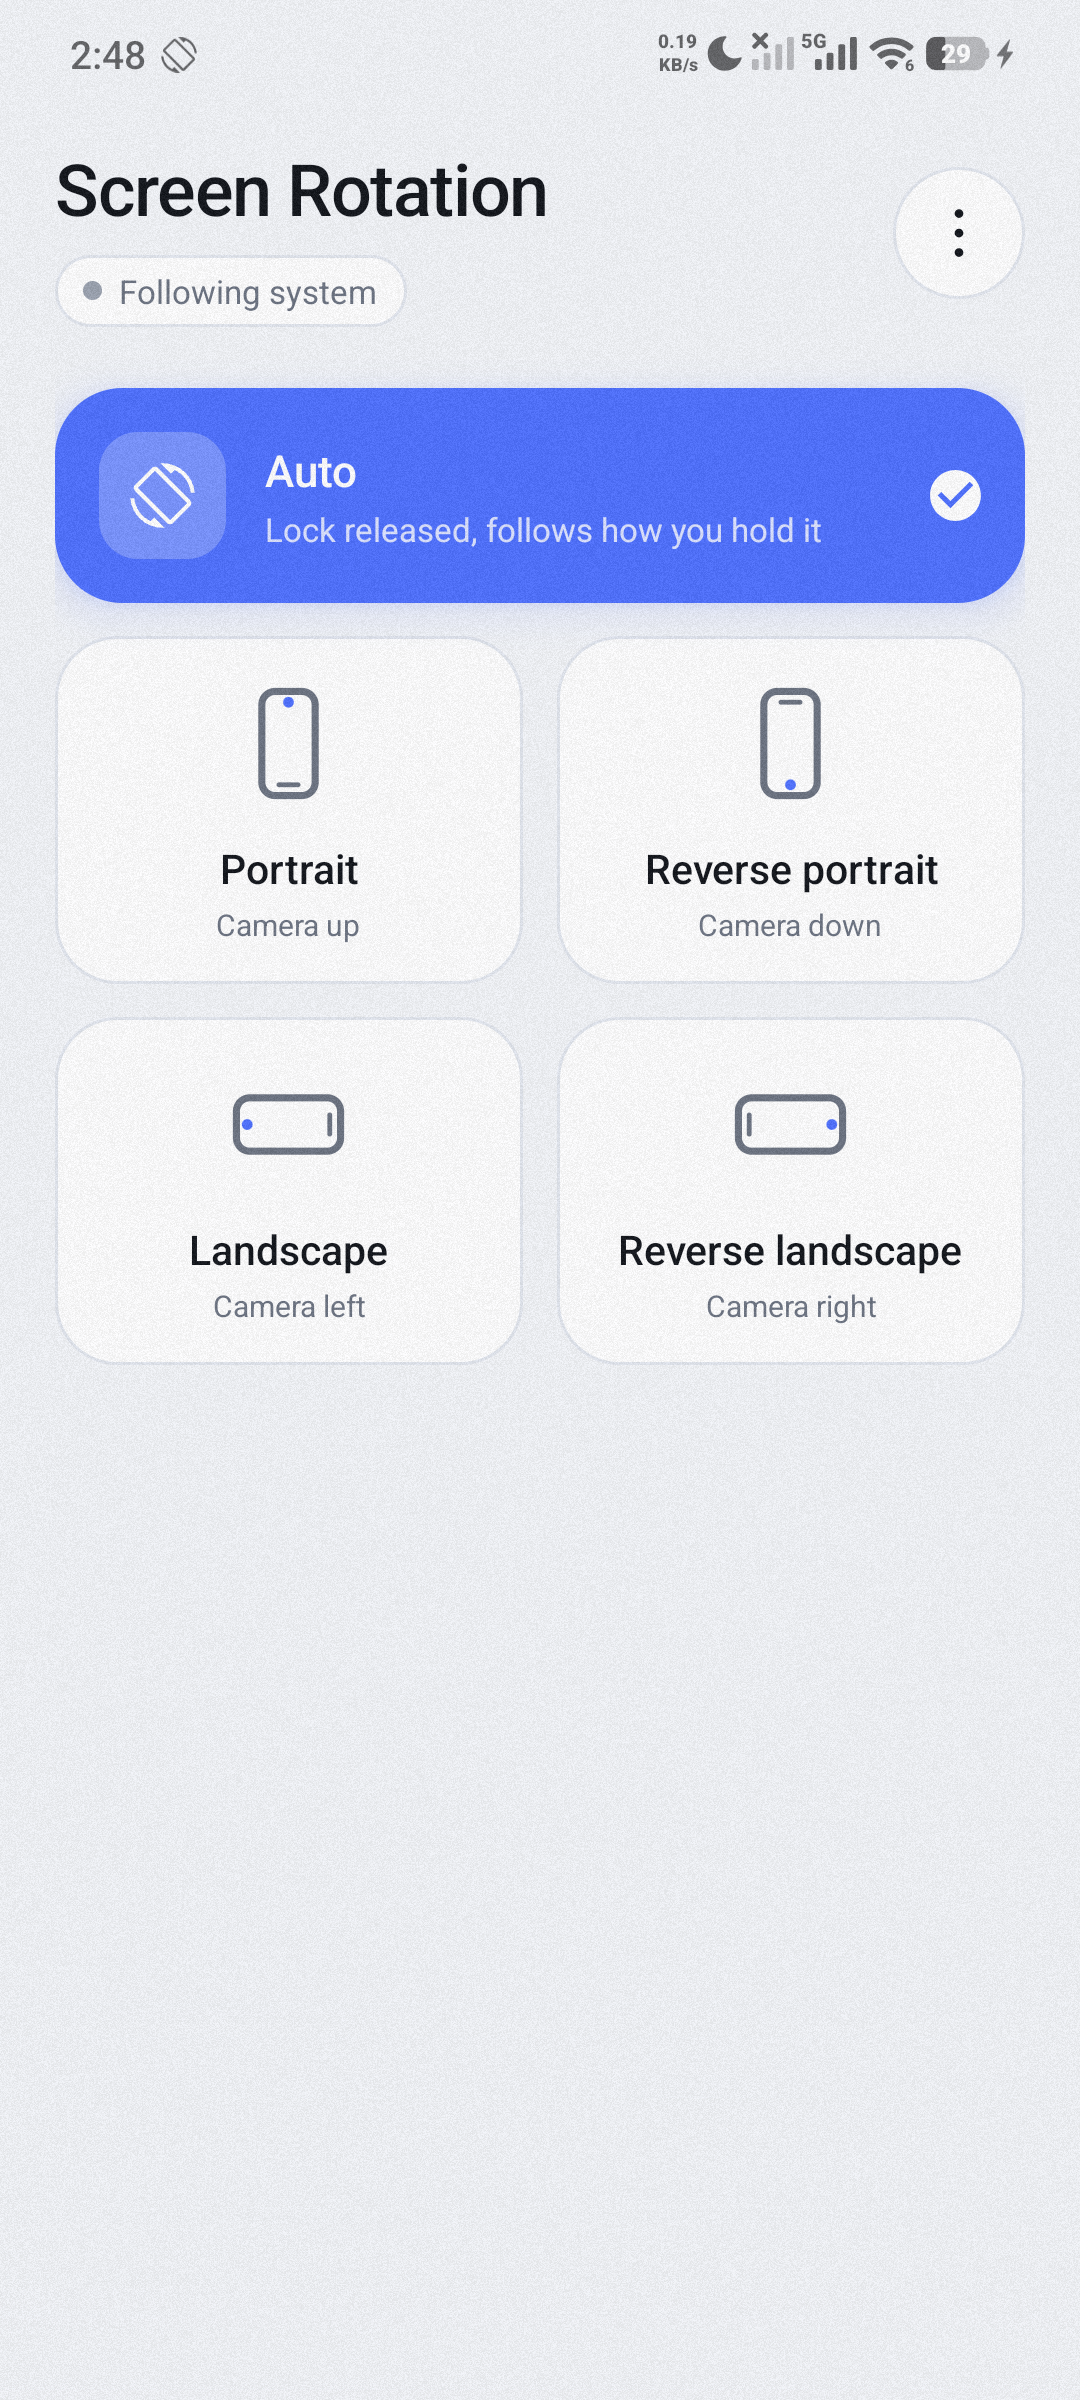 2:48
0.19
KB/s
5G
6
29
Screen Rotation
Following system
Auto
Lock released, follows how you hold it
Portrait
Camera up
Reverse portrait
Camera down
Landscape
Camera left
Reverse landscape
Camera right